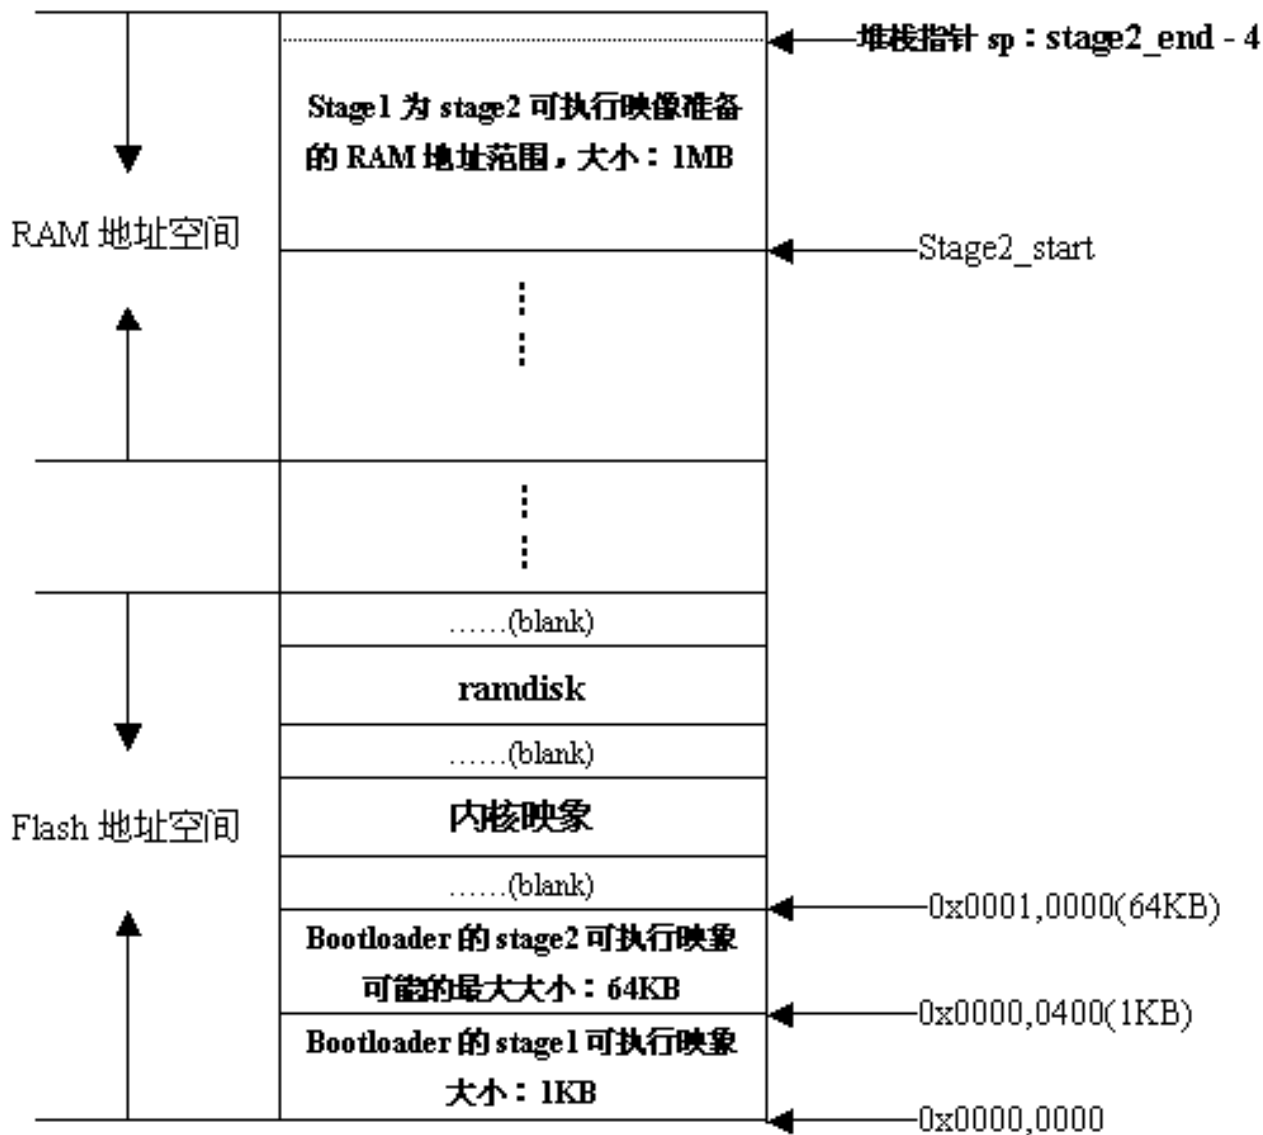 堆栈指针 sp：stage2_end - 4
Stage1 为 stage2 可执行映像准备
的 RAM 地址范围，大小：1MB
RAM 地址空间
Stage2_start
......(blank)
ramdisk
......(blank)
Flash 地址空间
内核映象
......(blank)
0x0001,0000(64KB)
Bootloader 的 stage2 可执行映象
可能的最大大小：64KB
0x0000,0400(1KB)
Bootloader 的 stage1 可执行映象
大小：1KB
0x0000,0000